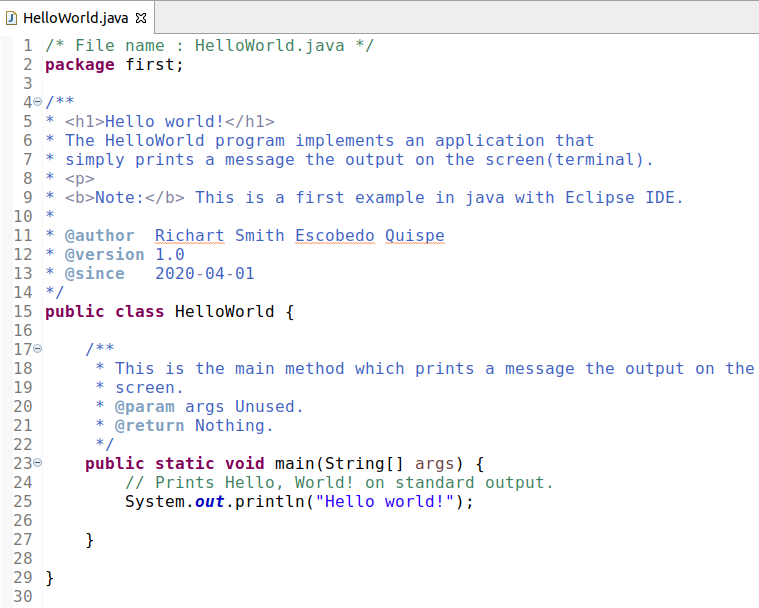 HelloWorld.java
1 /* File name : HelloWorld.java */
2 package first;
3
4 /**
5 * <h1>Hello world!</h1>
6 * The HelloWorld program implements an application that
7 * simply prints a message the output on the screen(terminal).
8 * <p>
9 * <b>Note:</b> This is a first example in java with Eclipse IDE.
10 *
11 * @author  Richart Smith Escobedo Quispe
12 * @version 1.0
13 * @since   2020-04-01
14 */
15 public class HelloWorld {
16
17     /**
18      * This is the main method which prints a message the output on the
19      * screen.
20      * @param args Unused.
21      * @return Nothing.
22      */
23     public static void main(String[] args) {
24         // Prints Hello, World! on standard output.
25         System.out.println("Hello world!");
26
27     }
28
29 }
30